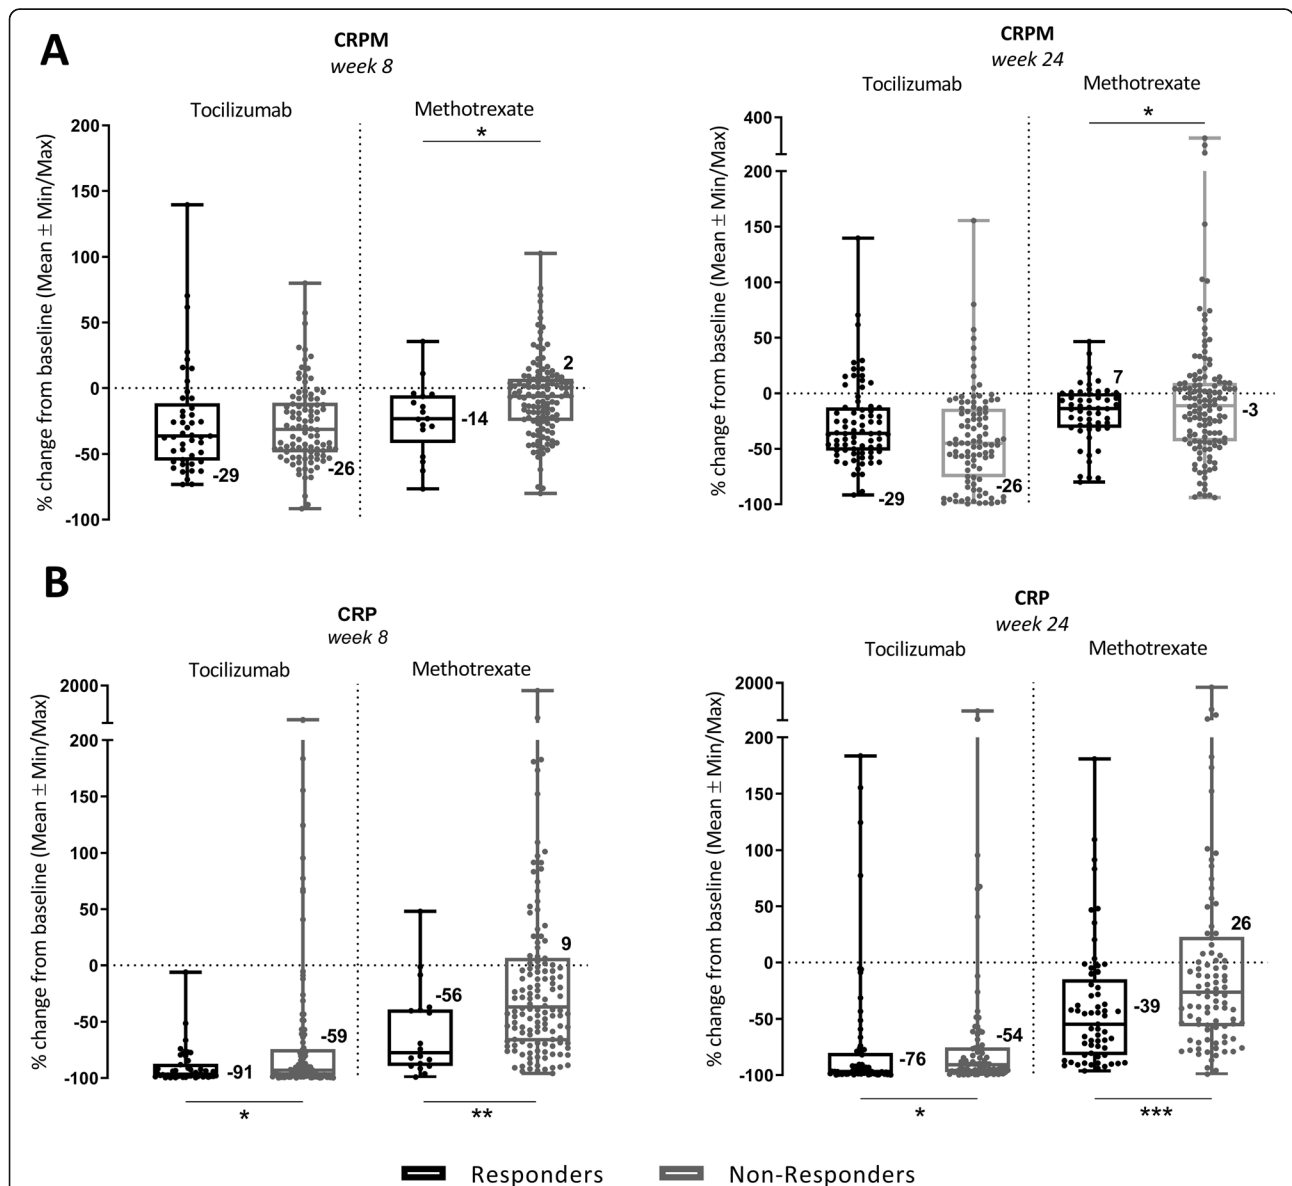 A
CRPM
week 8
Tocilizumab
Methotrexate
*
% change from baseline (Mean ± Min/Max)
200
150
100
50
0
-50
-100
-29
-26
-14
2
CRPM
week 24
Tocilizumab
Methotrexate
*
% change from baseline (Mean ± Min/Max)
400
200
150
100
50
0
-50
-100
-29
-26
7
-3
B
CRP
week 8
Tocilizumab
Methotrexate
% change from baseline (Mean ± Min/Max)
2000
200
150
100
50
0
-50
-100
-91
-59
-56
9
*
**
CRP
week 24
Tocilizumab
Methotrexate
% change from baseline (Mean ± Min/Max)
2000
200
150
100
50
0
-50
-100
-76
-54
-39
26
*
***
Responders
Non-Responders